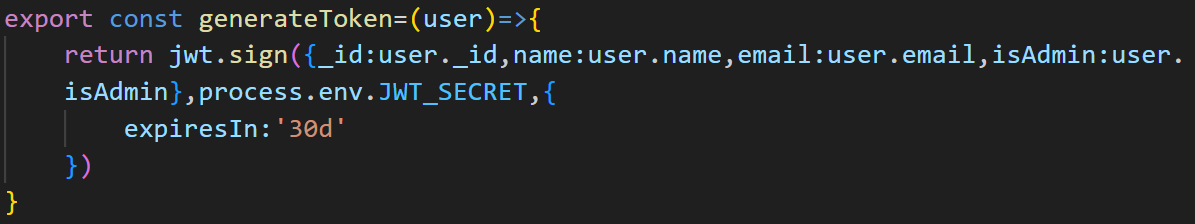 export const generateToken=(user)=>{
    return jwt.sign({_id:user._id,name:user.name,email:user.email,isAdmin:user.
    isAdmin},process.env.JWT_SECRET,{
        expiresIn:'30d'
    })
}